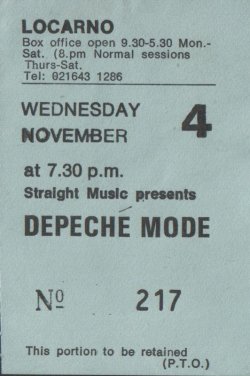 LOCARNO
Box office open 9.30-5.30 Mon.-
Sat. (8.pm Normal sessions
Thurs-Sat.
Tel: 021643 1286
WEDNESDAY 4
NOVEMBER
at 7.30 p.m.
Straight Music presents
DEPECHE MODE
Nº 217
This portion to be retained
(P.T.O.)